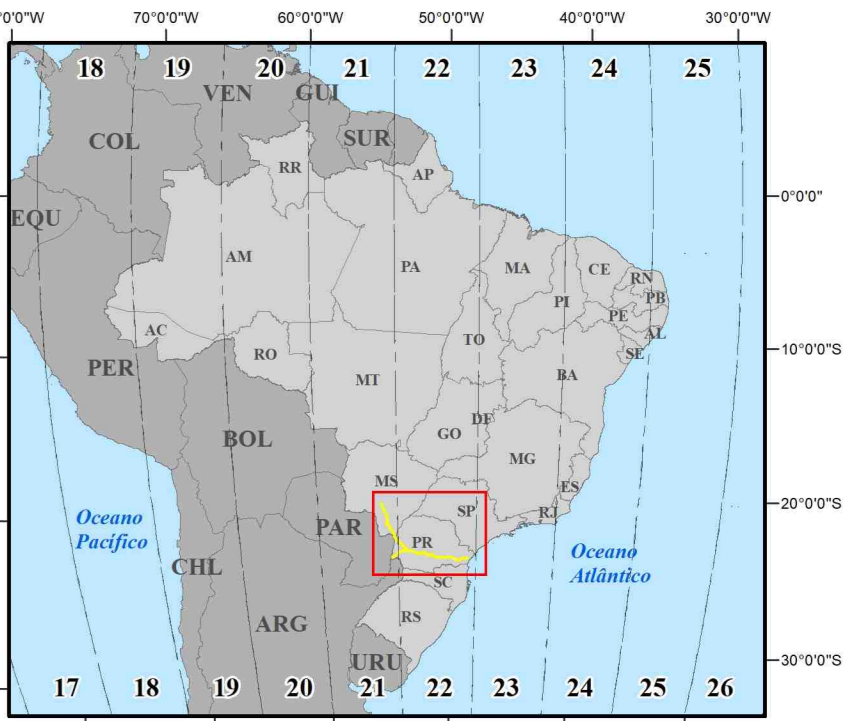 0°0'0"W 70°0'0"W 60°0'0"W 50°0'0"W 40°0'0"W 30°0'0"W
18 19 20 21 22 23 24 25
VEN GUI
COL SUR
RR AP
0°0'0"
EQU
AM PA MA CE RN
PI PB
PE
AC TO AL
RO SE
10°0'0"S
PER MT BA
BOL GO DF
MG
MS ES
20°0'0"S
SP RJ
Oceano
Pacífico
PAR PR
Oceano
Atlântico
CHL SC
ARG RS
URU
30°0'0"S
17 18 19 20 21 22 23 24 25 26